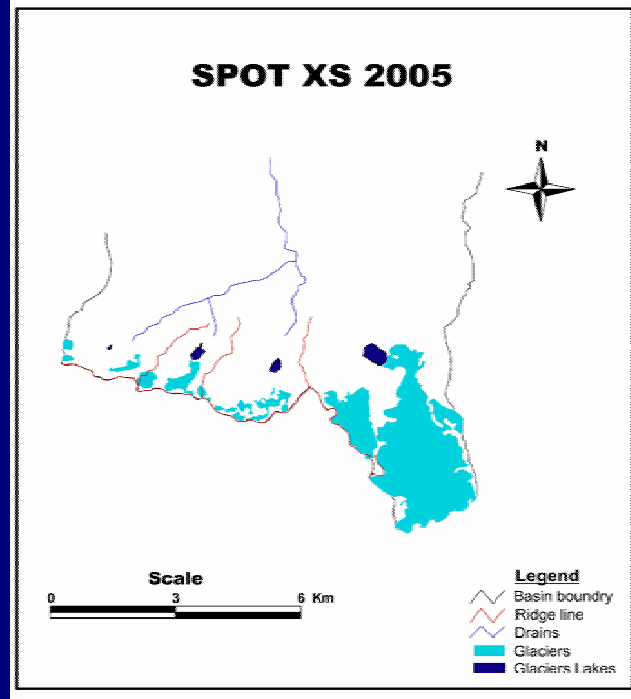 SPOT XS 2005
N
Scale
0 3 6 Km
Legend
Basin boundry
Ridge line
Drains
Glaciers
Glaciers Lakes